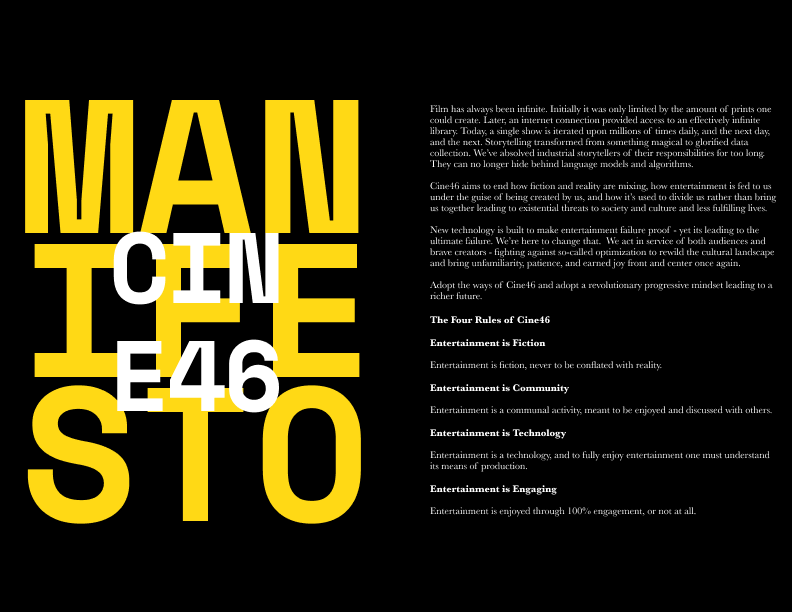 MAN
IFE
STO
CIN
E46
Film has always been infinite. Initially it was only limited by the amount of prints one
could create. Later, an internet connection provided access to an effectively infinite
library. Today, a single show is iterated upon millions of times daily, and the next day,
and the next. Storytelling transformed from something magical to glorified data
collection. We've absolved industrial storytellers of their responsibilities for too long.
They can no longer hide behind language models and algorithms.
Cine46 aims to end how fiction and reality are mixing, how entertainment is fed to us
under the guise of being created by us, and how it's used to divide us rather than bring
us together leading to existential threats to society and culture and less fulfilling lives.
New technology is built to make entertainment failure proof - yet its leading to the
ultimate failure. We're here to change that. We act in service of both audiences and
brave creators - fighting against so-called optimization to rewild the cultural landscape
and bring unfamiliarity, patience, and earned joy front and center once again.
Adopt the ways of Cine46 and adopt a revolutionary progressive mindset leading to a
richer future.
The Four Rules of Cine46
Entertainment is Fiction
Entertainment is fiction, never to be conflated with reality.
Entertainment is Community
Entertainment is a communal activity, meant to be enjoyed and discussed with others.
Entertainment is Technology
Entertainment is a technology, and to fully enjoy entertainment one must understand
its means of production.
Entertainment is Engaging
Entertainment is enjoyed through 100% engagement, or not at all.